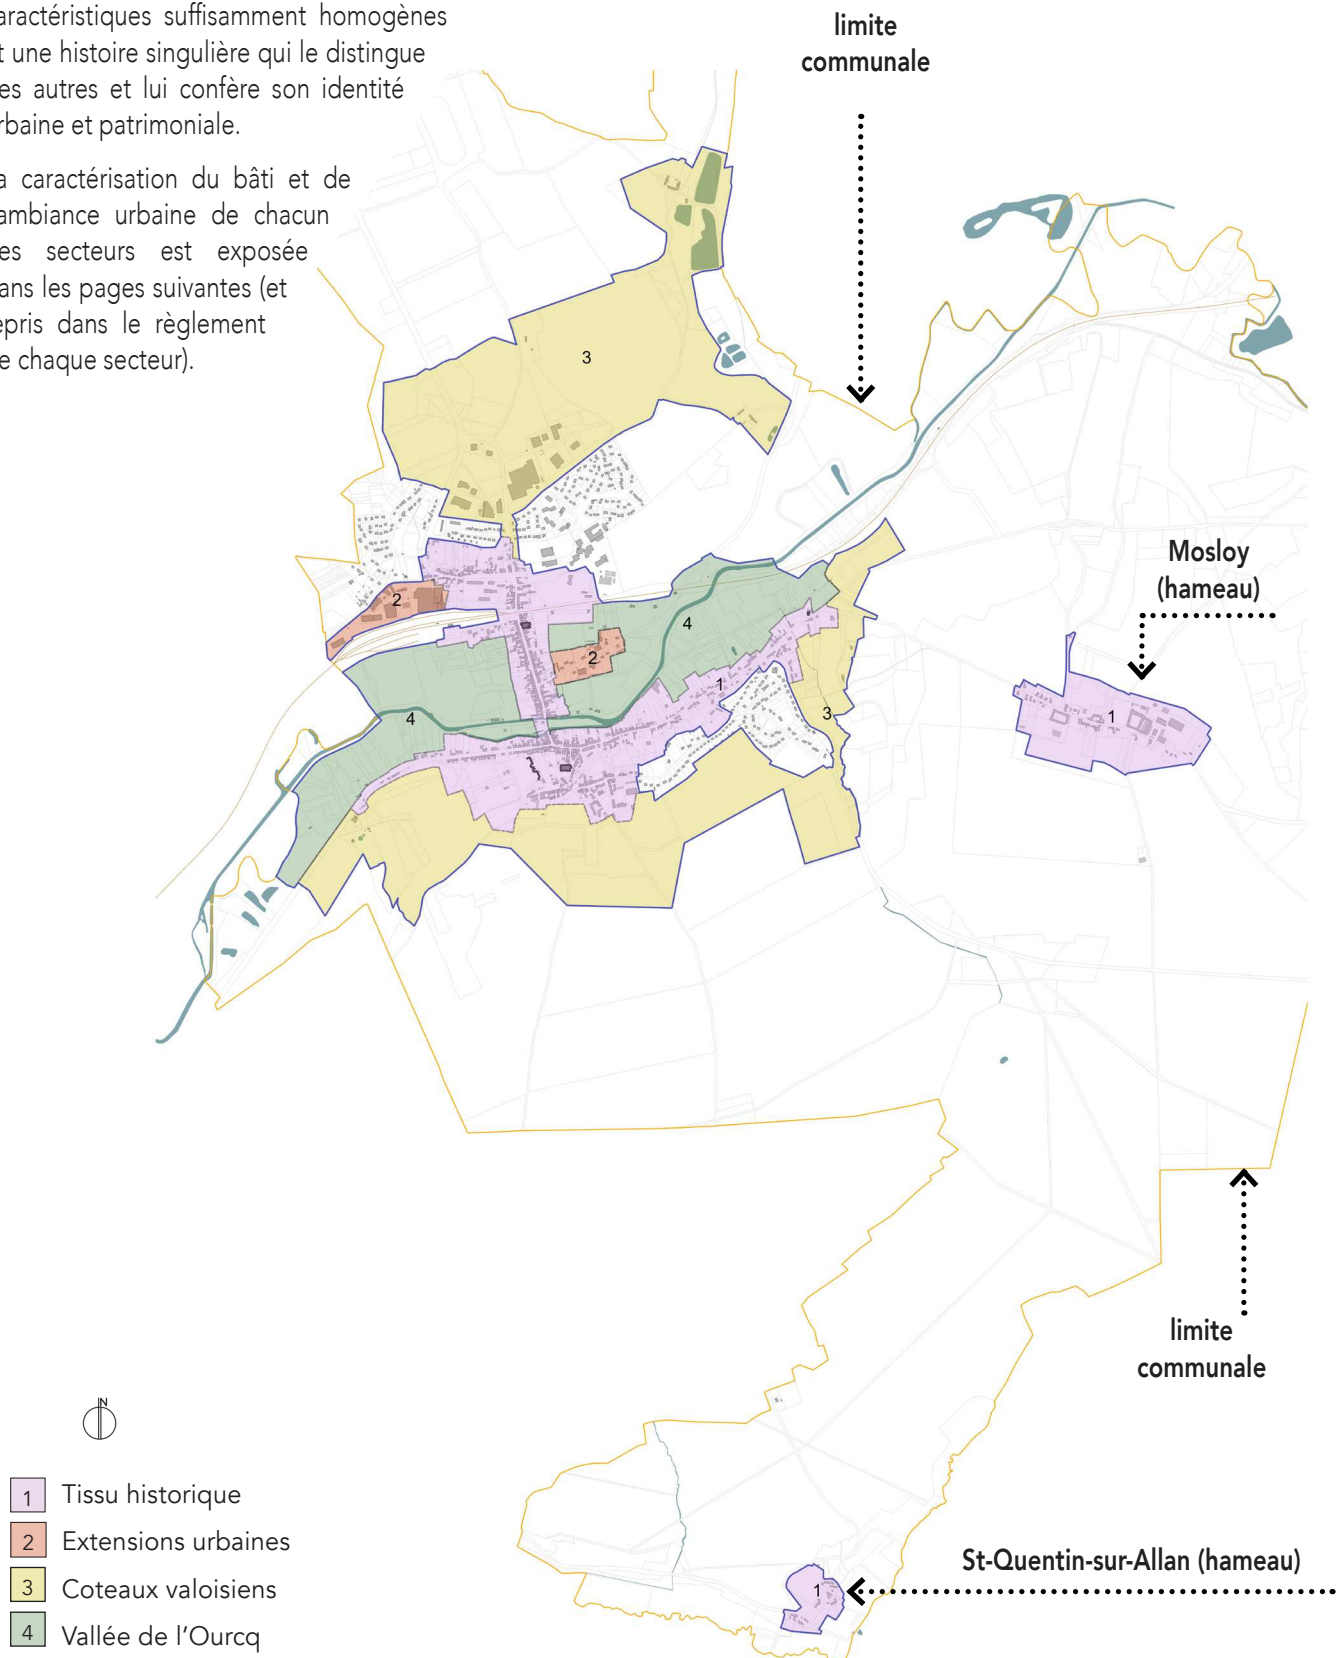 aractéristiques suffisamment homogènes
t une histoire singulière qui le distingue
es autres et lui confère son identité
rbaine et patrimoniale.
a caractérisation du bâti et de
ambiance urbaine de chacun
es secteurs est exposée
ans les pages suivantes (et
epris dans le règlement
e chaque secteur).
limite
communale
3
Mosloy
(hameau)
2
4
2
1
3
1
4
limite
communale
N
1 Tissu historique
2 Extensions urbaines
3 Coteaux valoisiens
4 Vallée de l'Ourcq
St-Quentin-sur-Allan (hameau)
1